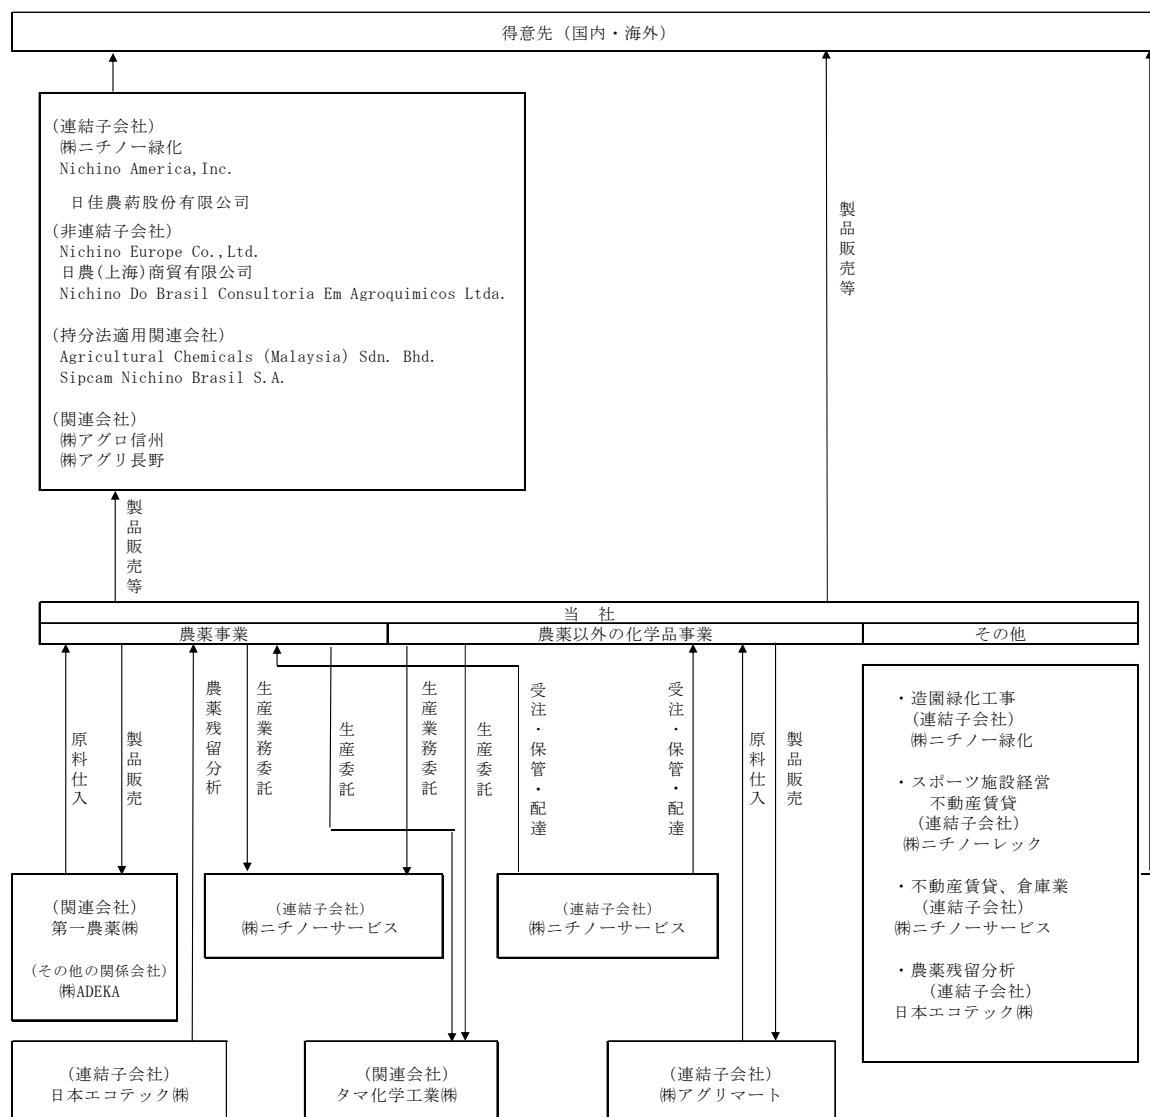 得意先（国内・海外）
(連結子会社)
㈱ニチノー緑化
Nichino America,Inc.
日佳農葯股份有限公司
(非連結子会社)
Nichino Europe Co.,Ltd.
日農(上海)商貿有限公司
Nichino Do Brasil Consultoria Em Agroquimicos Ltda.
(持分法適用関連会社)
Agricultural Chemicals (Malaysia) Sdn. Bhd.
Sipcam Nichino Brasil S.A.
(関連会社)
㈱アグロ信州
㈱アグリ長野
製品販売等
製品販売等
当　社
農薬事業
農薬以外の化学品事業
その他
原料仕入
製品販売
農薬残留分析
生産業務委託
生産委託
生産業務委託
生産委託
受注・保管・配達
受注・保管・配達
原料仕入
製品販売
・造園緑化工事
(連結子会社)
㈱ニチノー緑化
・スポーツ施設経営
不動産賃貸
(連結子会社)
㈱ニチノーレック
・不動産賃貸、倉庫業
(連結子会社)
㈱ニチノーサービス
・農薬残留分析
(連結子会社)
日本エコテック㈱
(関連会社)
第一農薬㈱
(その他の関係会社)
㈱ADEKA
(連結子会社)
㈱ニチノーサービス
(連結子会社)
㈱ニチノーサービス
(連結子会社)
日本エコテック㈱
(関連会社)
タマ化学工業㈱
(連結子会社)
㈱アグリマート